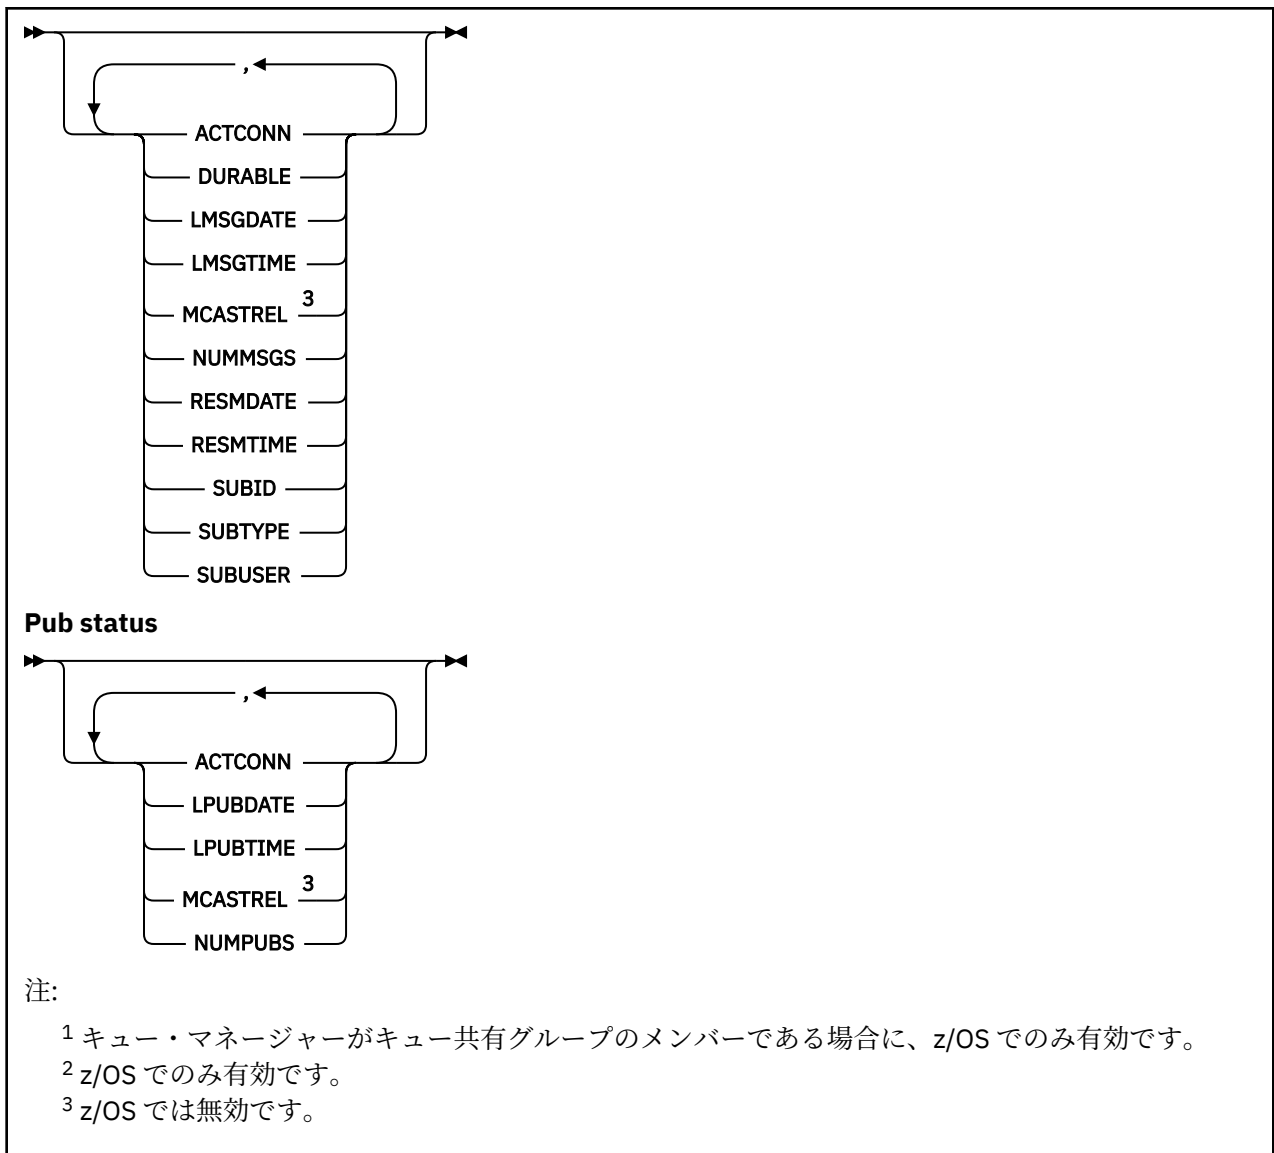 ,
ACTCONN
DURABLE
LMSGDATE
LMSGTIME
MCASTREL 3
NUMMSGS
RESMDATE
RESMTIME
SUBID
SUBTYPE
SUBUSER
Pub status
,
ACTCONN
LPUBDATE
LPUBTIME
MCASTREL 3
NUMPUBS
注:
1 キュー・マネージャーがキュー共有グループのメンバーである場合に、z/OS でのみ有効です。
2 z/OS でのみ有効です。
3 z/OS では無効です。